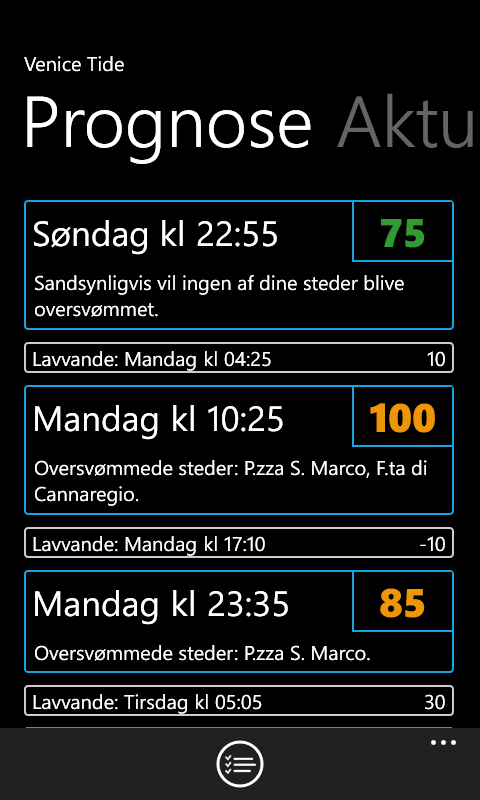 Venice Tide
Prognose Aktu
Søndag kl 22:55 75
Sandsynligvis vil ingen af dine steder blive
oversvømmet.
Lavvande: Mandag kl 04:25 10
Mandag kl 10:25 100
Oversvømmede steder: P.zza S. Marco, F.ta di
Cannaregio.
Lavvande: Mandag kl 17:10 -10
Mandag kl 23:35 85
Oversvømmede steder: P.zza S. Marco.
Lavvande: Tirsdag kl 05:05 30